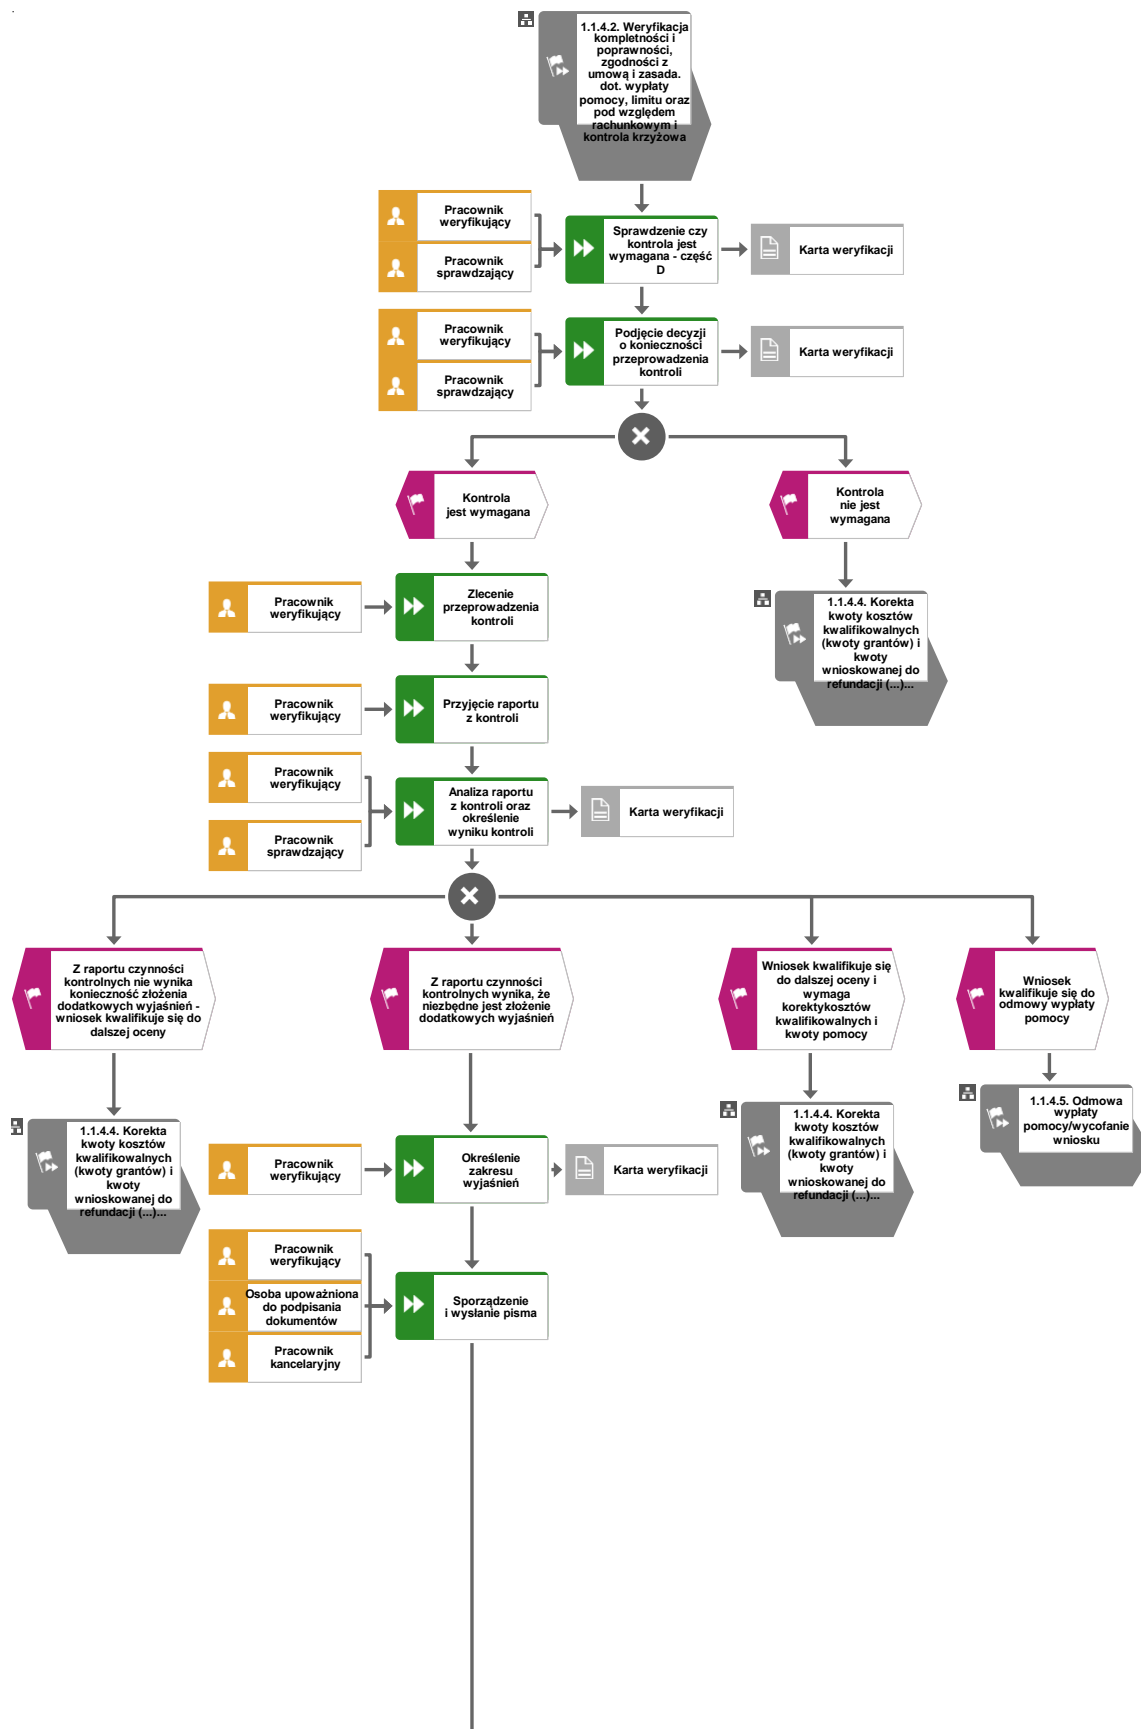 1.1.4.2. Weryfikacja
kompletności i
poprawności,
zgodności z
umową i zasada.
dot. wypłaty
pomocy, limitu oraz
pod względem
rachunkowym i
kontrola krzyżowa
Pracownik
weryfikujący
Pracownik
sprawdzający
Sprawdzenie czy
kontrola jest
wymagana - część
D
Karta weryfikacji
Pracownik
weryfikujący
Pracownik
sprawdzający
Podjęcie decyzji
o konieczności
przeprowadzenia
kontroli
Karta weryfikacji
Kontrola
jest wymagana
Kontrola
nie jest
wymagana
Pracownik
weryfikujący
Zlecenie
przeprowadzenia
kontroli
1.1.4.4. Korekta
kwoty kosztów
kwalifikowalnych
(kwoty grantów) i
kwoty
wnioskowanej do
refundacji (...)...
Pracownik
weryfikujący
Przyjęcie raportu
z kontroli
Pracownik
weryfikujący
Pracownik
sprawdzający
Analiza raportu
z kontroli oraz
określenie
wyniku kontroli
Karta weryfikacji
Z raportu czynności
kontrolnych nie wynika
konieczność złożenia
dodatkowych wyjaśnień -
wniosek kwalifikuje się do
dalszej oceny
Z raportu czynności
kontrolnych wynika, że
niezbędne jest złożenie
dodatkowych wyjaśnień
Wniosek kwalifikuje się
do dalszej oceny i
wymaga
korektykosztów
kwalifikowalnych i
kwoty pomocy
Wniosek
kwalifikuje się do
odmowy wypłaty
pomocy
1.1.4.4. Korekta
kwoty kosztów
kwalifikowalnych
(kwoty grantów) i
kwoty
wnioskowanej do
refundacji (...)...
Pracownik
weryfikujący
Określenie
zakresu
wyjaśnień
Karta weryfikacji
1.1.4.4. Korekta
kwoty kosztów
kwalifikowalnych
(kwoty grantów) i
kwoty
wnioskowanej do
refundacji (...)...
1.1.4.5. Odmowa
wypłaty
pomocy/wycofanie
wniosku
Pracownik
weryfikujący
Osoba upoważniona
do podpisania
dokumentów
Pracownik
kancelaryjny
Sporządzenie
i wysłanie pisma